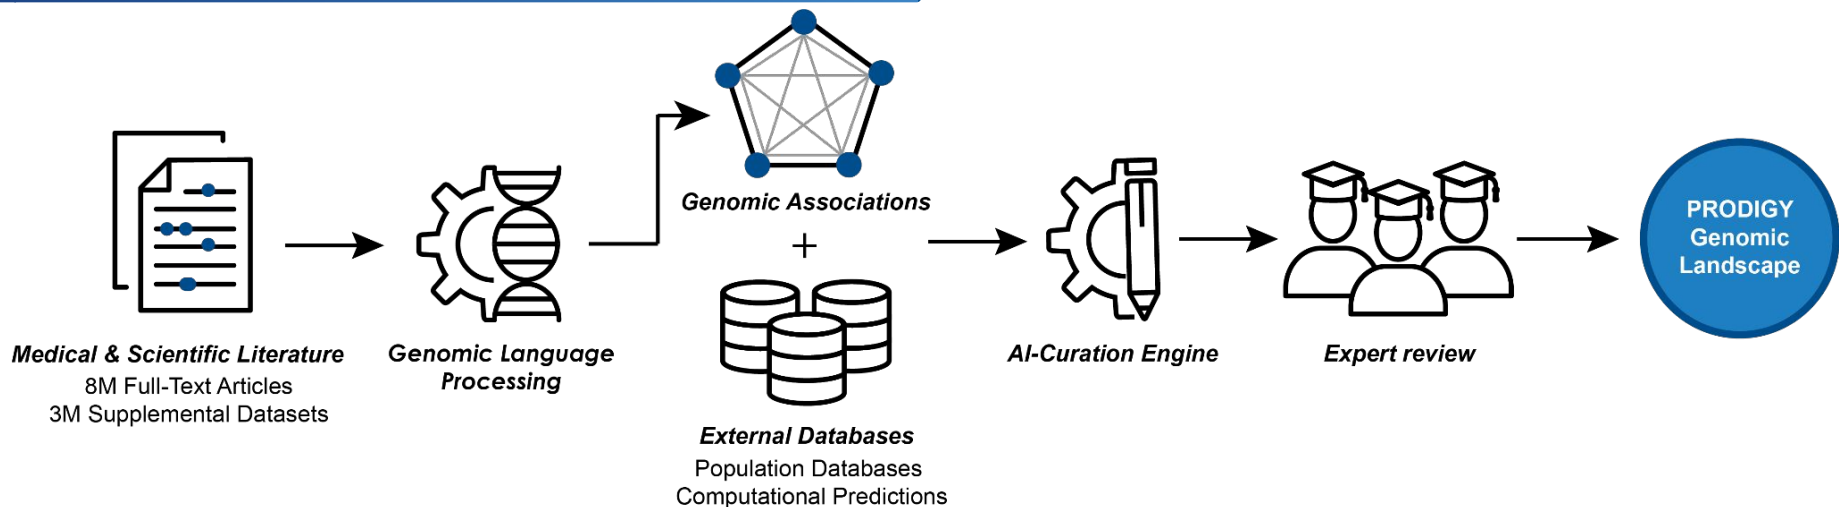 Medical & Scientific Literature
8M Full-Text Articles
3M Supplemental Datasets
Genomic Language
Processing
Genomic Associations
+
External Databases
Population Databases
Computational Predictions
AI-Curation Engine
Expert review
PRODIGY
Genomic
Landscape